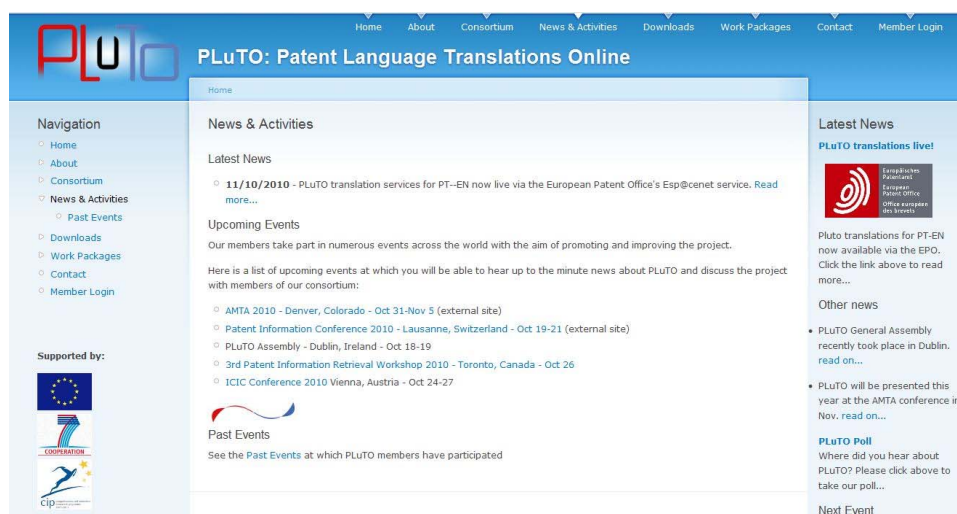 Home About Consortium News & Activities Downloads Work Packages Contact Member Login
PLuTo
PLuTO: Patent Language Translations Online
Home
Navigation
Home
About
Consortium
News & Activities
Past Events
Downloads
Work Packages
Contact
Member Login
Supported by:
7
COOPERATION
cip
News & Activities
Latest News
11/10/2010 - PLuTO translation services for PT--EN now live via the European Patent Office's Esp@cenet service. Read
more...
Upcoming Events
Our members take part in numerous events across the world with the aim of promoting and improving the project.
Here is a list of upcoming events at which you will be able to hear up to the minute news about PLuTO and discuss the project
with members of our consortium:
AMTA 2010 - Denver, Colorado - Oct 31-Nov 5 (external site)
Patent Information Conference 2010 - Lausanne, Switzerland - Oct 19-21 (external site)
PLuTO Assembly - Dublin, Ireland - Oct 18-19
3rd Patent Information Retrieval Workshop 2010 - Toronto, Canada - Oct 26
ICIC Conference 2010 Vienna, Austria - Oct 24-27
Past Events
See the Past Events at which PLuTO members have participated
Latest News
PLuTO translations live!
Europäisches
Patentamt
European
Patent Office
Office européen
des brevets
Pluto translations for PT-EN
now available via the EPO.
Click the link above to read
more...
Other news
PLuTO General Assembly
recently took place in Dublin.
read on...
PLuTO will be presented this
year at the AMTA conference in
Nov. read on...
PLuTO Poll
Where did you hear about
PLuTO? Please click above to
take our poll...
Next Event